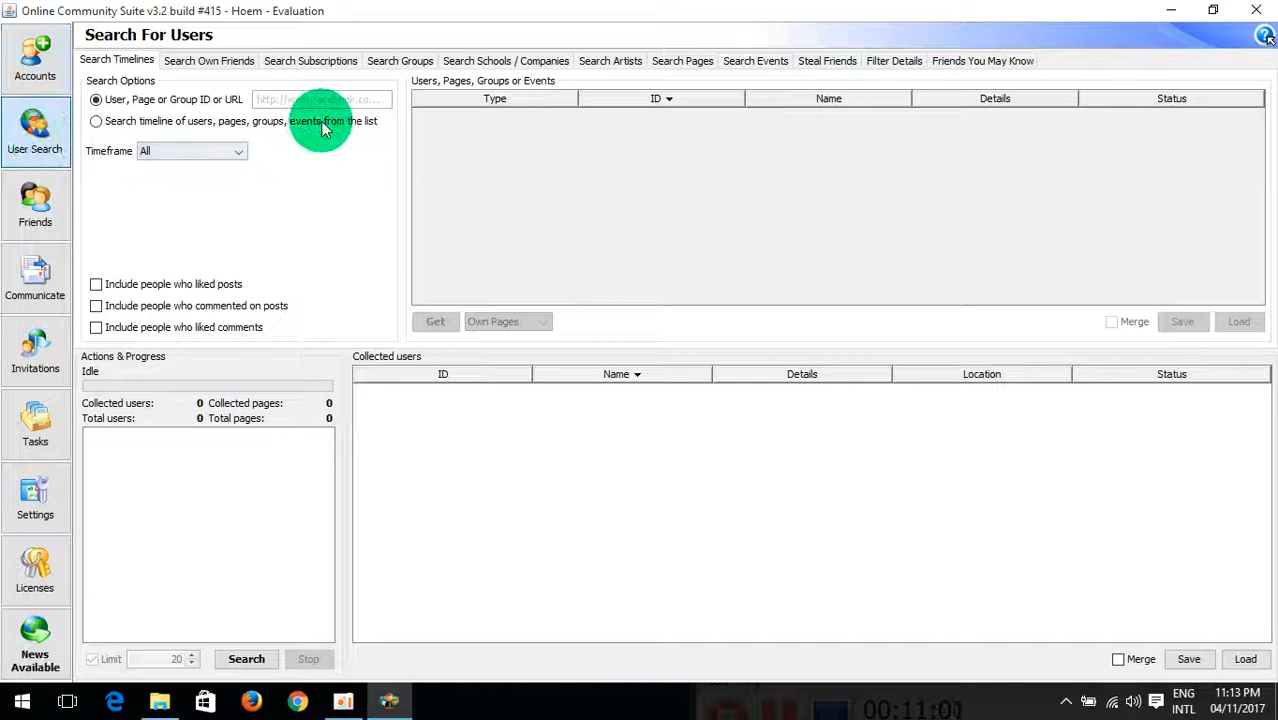 Online Community Suite v3.2 build #415 - Hoem - Evaluation
Search For Users
Accounts
User Search
Friends
Communicate
Invitations
Tasks
Settings
Licenses
News
Available
Search Timelines Search Own Friends Search Subscriptions Search Groups Search Schools / Companies Search Artists Search Pages Search Events Steal Friends Filter Details Friends You May Know
Search Options
User, Page or Group ID or URL http://www.facebook.co...
Search timeline of users, pages, groups, events from the list
Timeframe All
Include people who liked posts
Include people who commented on posts
Include people who liked comments
Users, Pages, Groups or Events
Type ID Name Details Status
Get Own Pages Merge Save Load
Actions & Progress
Idle
Collected users: 0 Collected pages: 0
Total users: 0 Total pages: 0
Limit 20 Search Stop
Collected users
ID Name Details Location Status
Merge Save Load
ENG
INTL
11:13 PM
04/11/2017
00:11:00